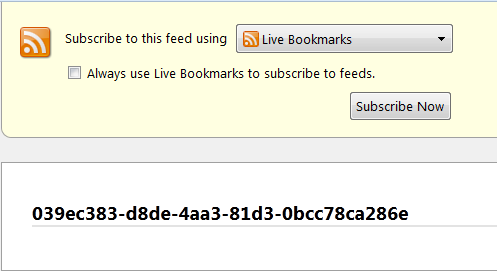 Subscribe to this feed using Live Bookmarks
Always use Live Bookmarks to subscribe to feeds.
Subscribe Now
039ec383-d8de-4aa3-81d3-0bcc78ca286e